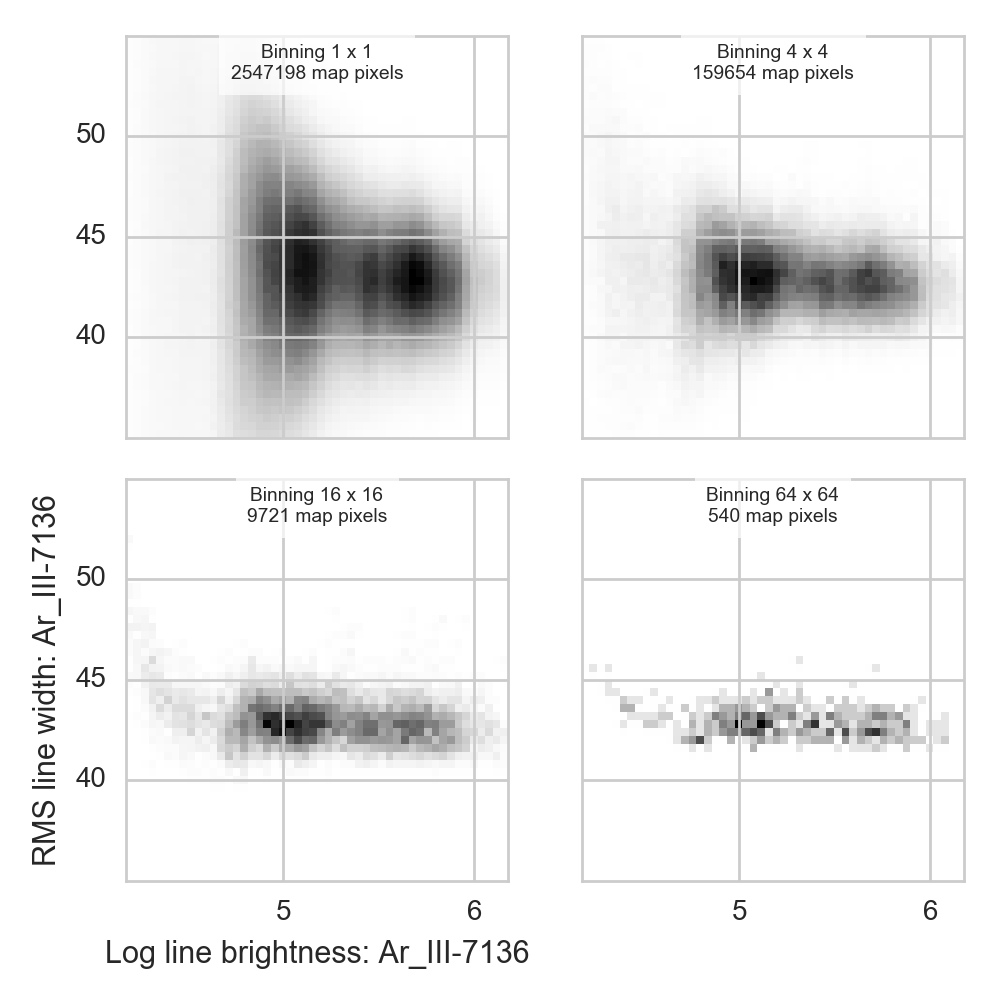 Binning 1 x 1
2547198 map pixels
Binning 4 x 4
159654 map pixels
50
45
40
Binning 16 x 16
9721 map pixels
Binning 64 x 64
540 map pixels
50
45
40
RMS line width: Ar_III-7136
5
6
5
6
Log line brightness: Ar_III-7136